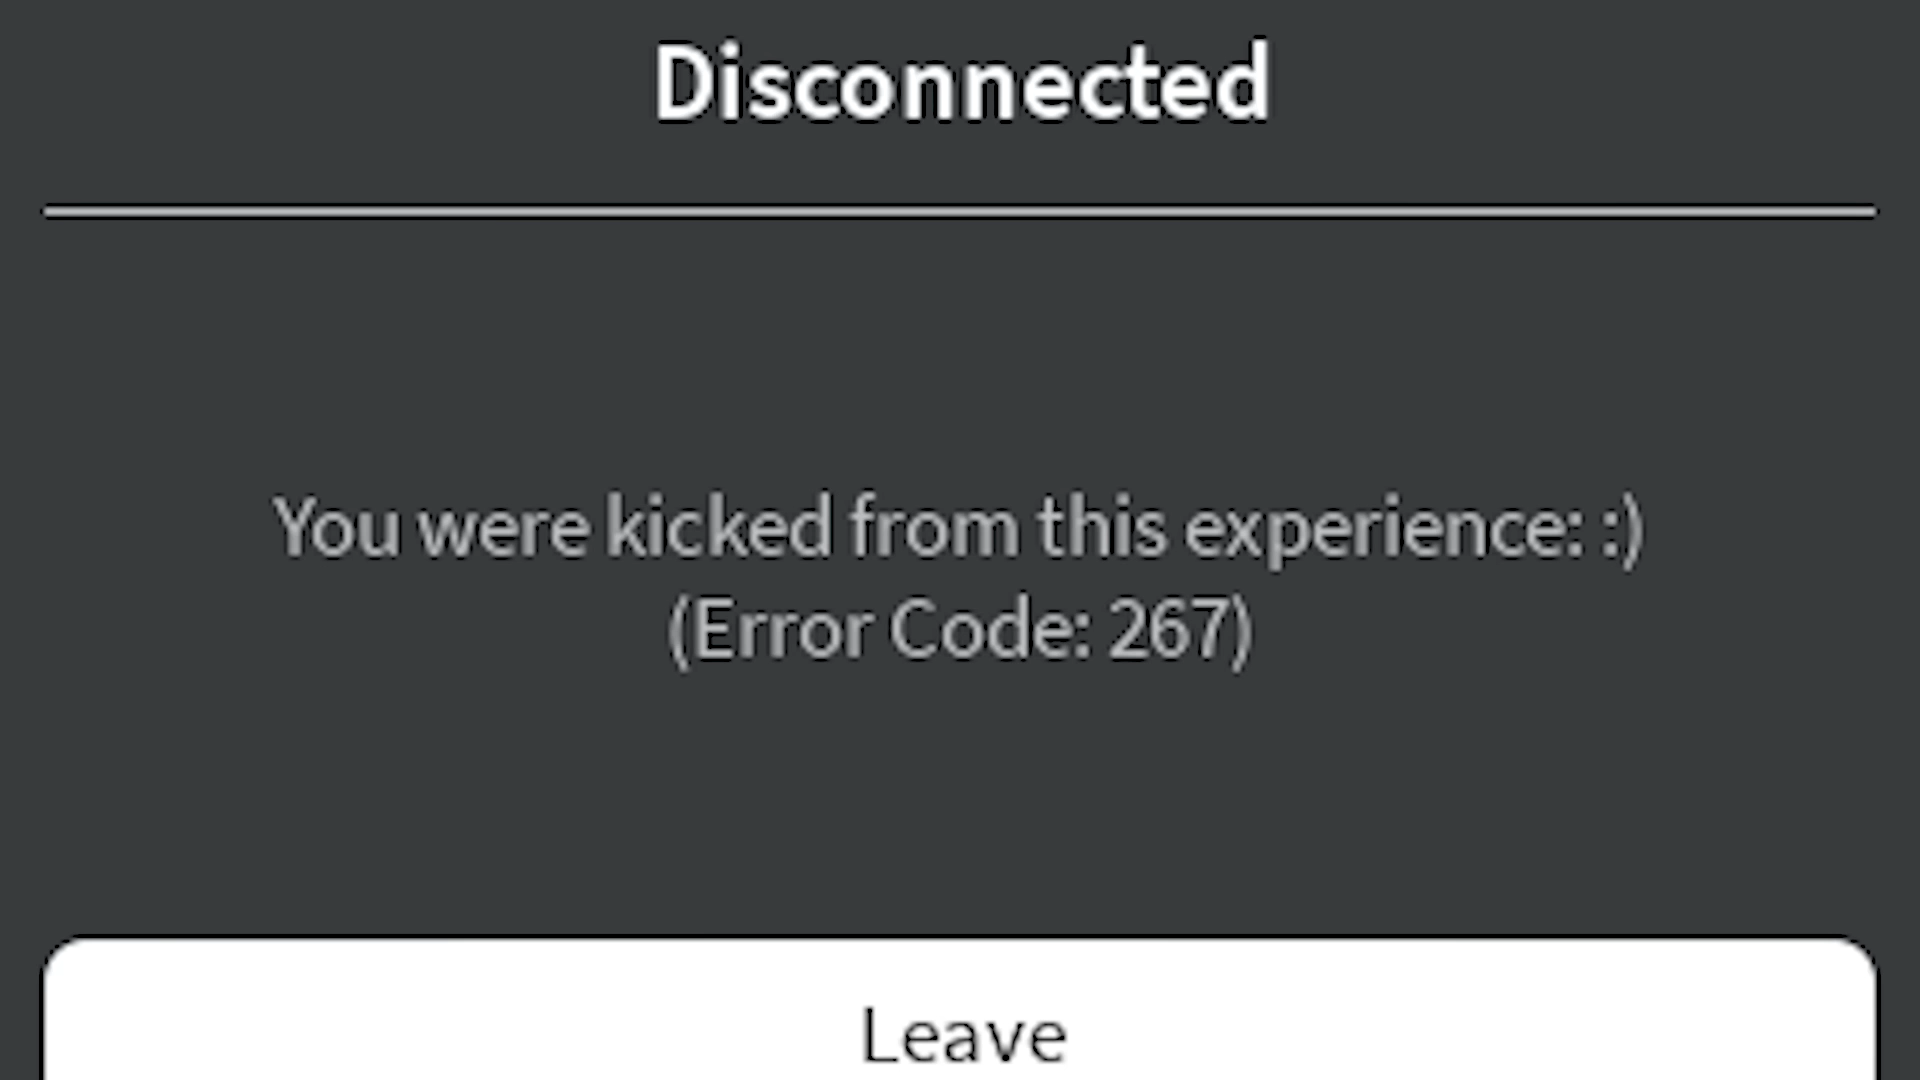 Disconnected
You were kicked from this experience: :)
(Error Code: 267)
Leave